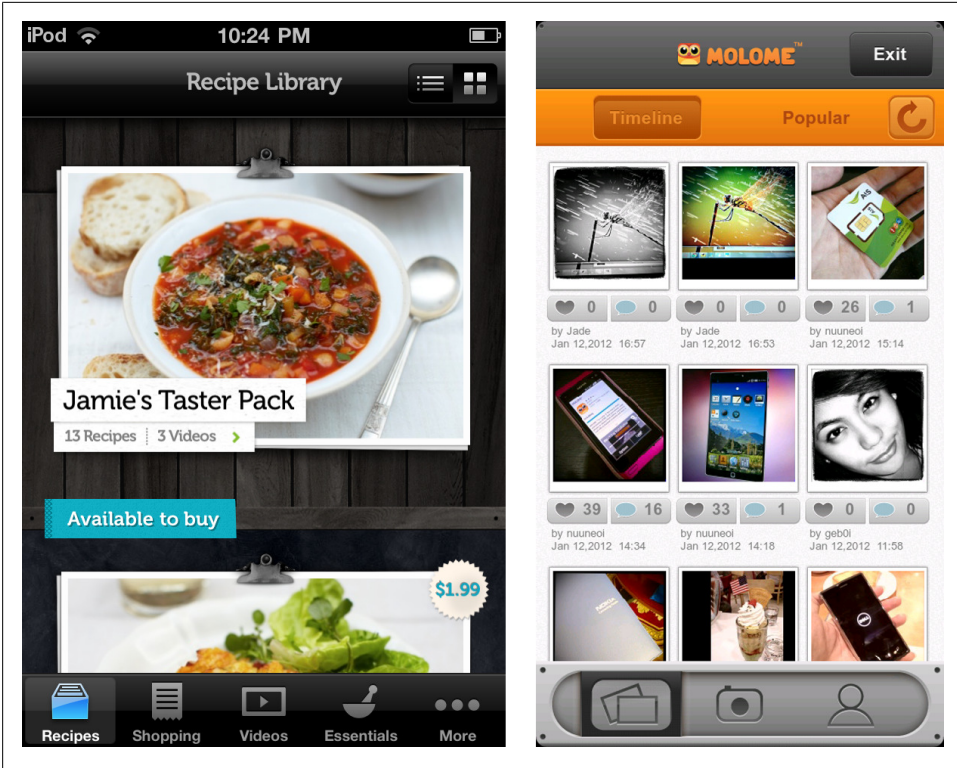 iPod 10:24 PM
Recipe Library
Jamie's Taster Pack
13 Recipes 3 Videos
Available to buy
$1.99
Recipes Shopping Videos Essentials More
MOLOME™ Exit
Timeline Popular
0 0 0 0 26 1
by Jade by Jade by nuuneoi
Jan 12,2012 16:57 Jan 12,2012 16:53 Jan 12,2012 15:14
39 16 33 1 0 0
by nuuneoi by nuuneoi by geb0i
Jan 12,2012 14:34 Jan 12,2012 14:18 Jan 12,2012 11:58